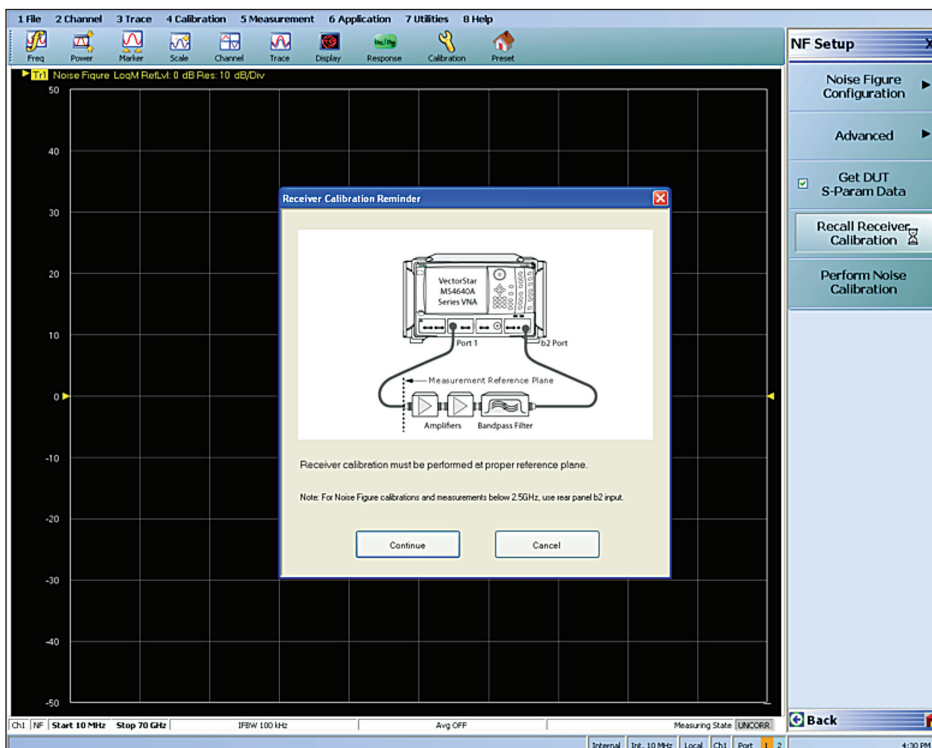 1 File 2 Channel 3 Trace 4 Calibration 5 Measurement 6 Application 7 Utilities 8 Help
Freq Power Marker Scale Channel Trace Display Response Calibration Preset
Tr1 Noise Figure LogM RefLvl: 0 dB Res: 10 dB/Div
50
40
30
20
10
0
-10
-20
-30
-40
-50
Receiver Calibration Reminder
VectorStar
MS4640A
Series VNA
Port 1
b2 Port
Measurement Reference Plane
Amplifiers
Bandpass Filter
Receiver calibration must be performed at proper reference plane.
Note: For Noise Figure calibrations and measurements below 2.5GHz, use rear panel b2 input.
Continue
Cancel
NF Setup X
Noise Figure
Configuration
Advanced
Get DUT
S-Param Data
Recall Receiver
Calibration
Perform Noise
Calibration
Back
Ch1 NF Start 10 MHz Stop 70 GHz IFBW 100 kHz Avg OFF Measuring State UNCORR
Internal Int. 10 MHz Local Ch1 Port 1 2 4:30 PM